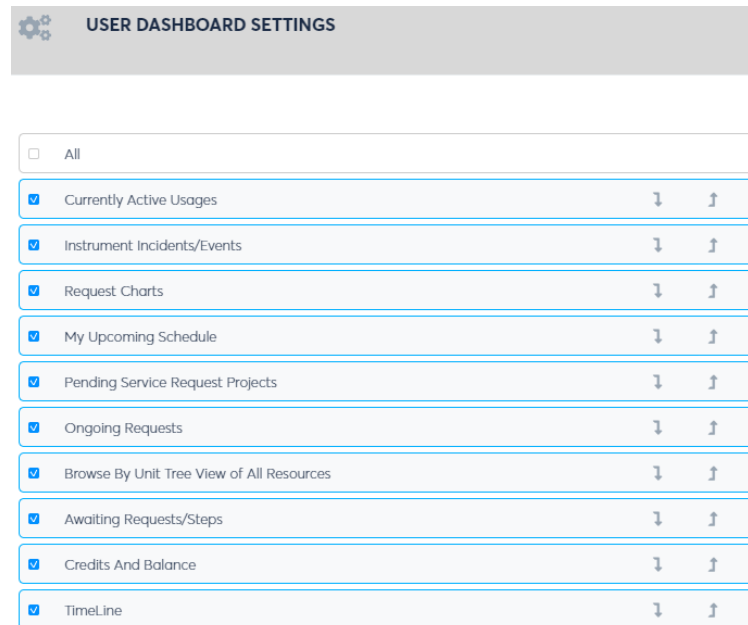 USER DASHBOARD SETTINGS
All
Currently Active Usages
Instrument Incidents/Events
Request Charts
My Upcoming Schedule
Pending Service Request Projects
Ongoing Requests
Browse By Unit Tree View of All Resources
Awaiting Requests/Steps
Credits And Balance
TimeLine